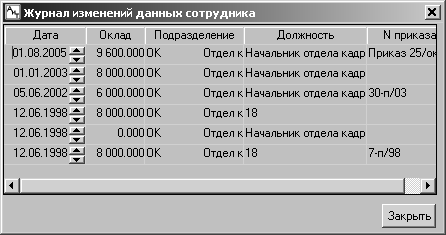 Журнал изменений данных сотрудника
Дата Оклад Подразделение Должность N приказа
01.08.2005 9 600.000 ОК Отдел к Начальник отдела кадр Приказ 25/ок
01.01.2003 8 000.000 ОК Отдел к Начальник отдела кадр
05.06.2002 6 000.000 ОК Отдел к Начальник отдела кадр 30-п/03
12.06.1998 8 000.000 ОК Отдел к 18
12.06.1998 0.000 ОК Отдел к Начальник отдела кадр
12.06.1998 8 000.000 ОК Отдел к 18 7-п/98
Закрыть